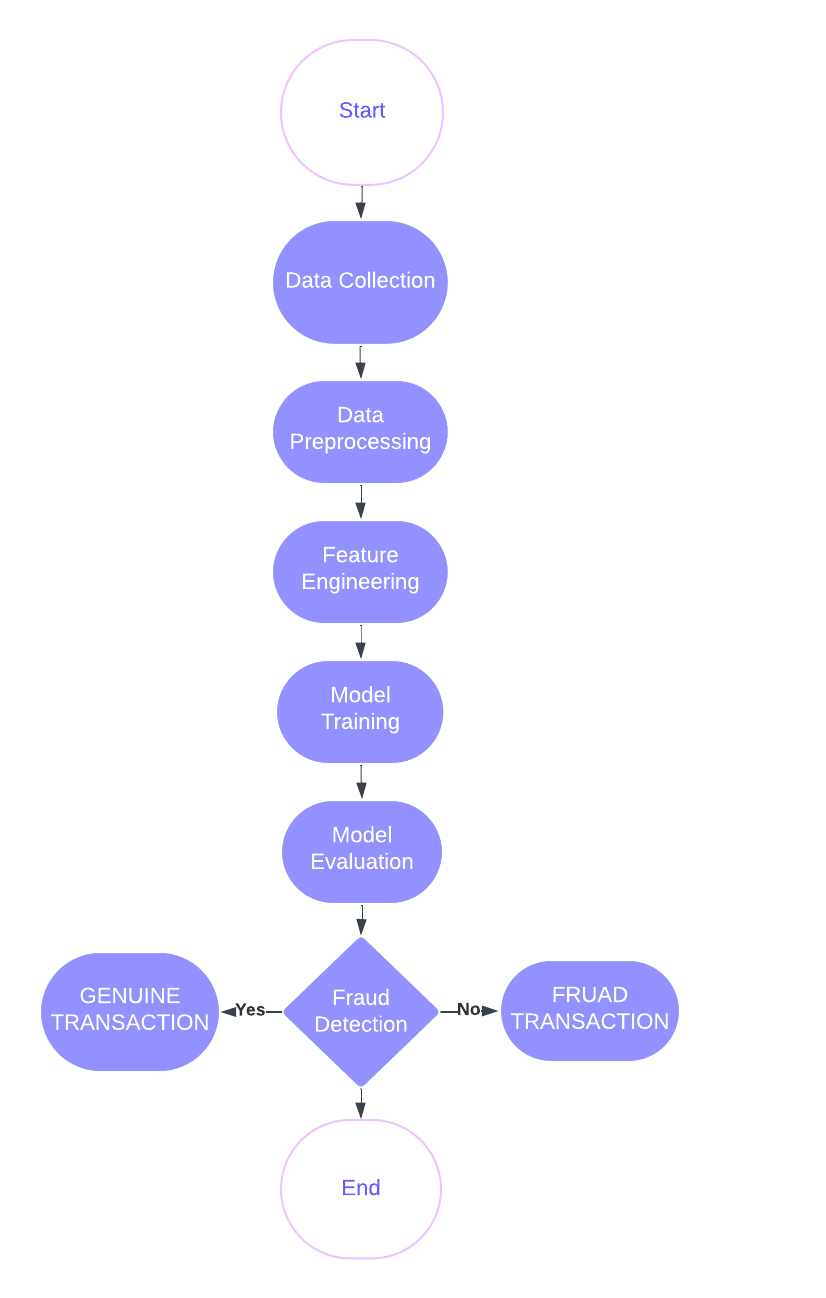 Start
Data Collection
Data
Preprocessing
Feature
Engineering
Model
Training
Model
Evaluation
GENUINE
TRANSACTION
Yes
Fraud
Detection
No
FRUAD
TRANSACTION
End